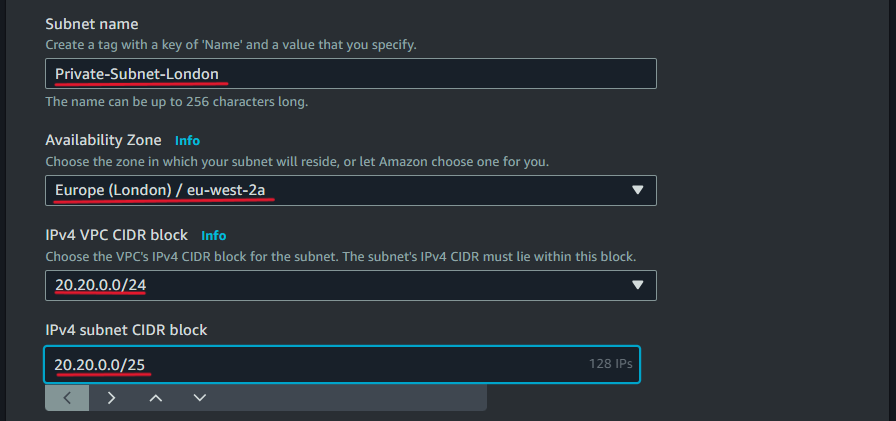 Subnet name
Create a tag with a key of 'Name' and a value that you specify.
Private-Subnet-London
The name can be up to 256 characters long.
Availability Zone Info
Choose the zone in which your subnet will reside, or let Amazon choose one for you.
Europe (London) / eu-west-2a
IPv4 VPC CIDR block Info
Choose the VPC's IPv4 CIDR block for the subnet. The subnet's IPv4 CIDR must lie within this block.
20.20.0.0/24
IPv4 subnet CIDR block
20.20.0.0/25 128 IPs